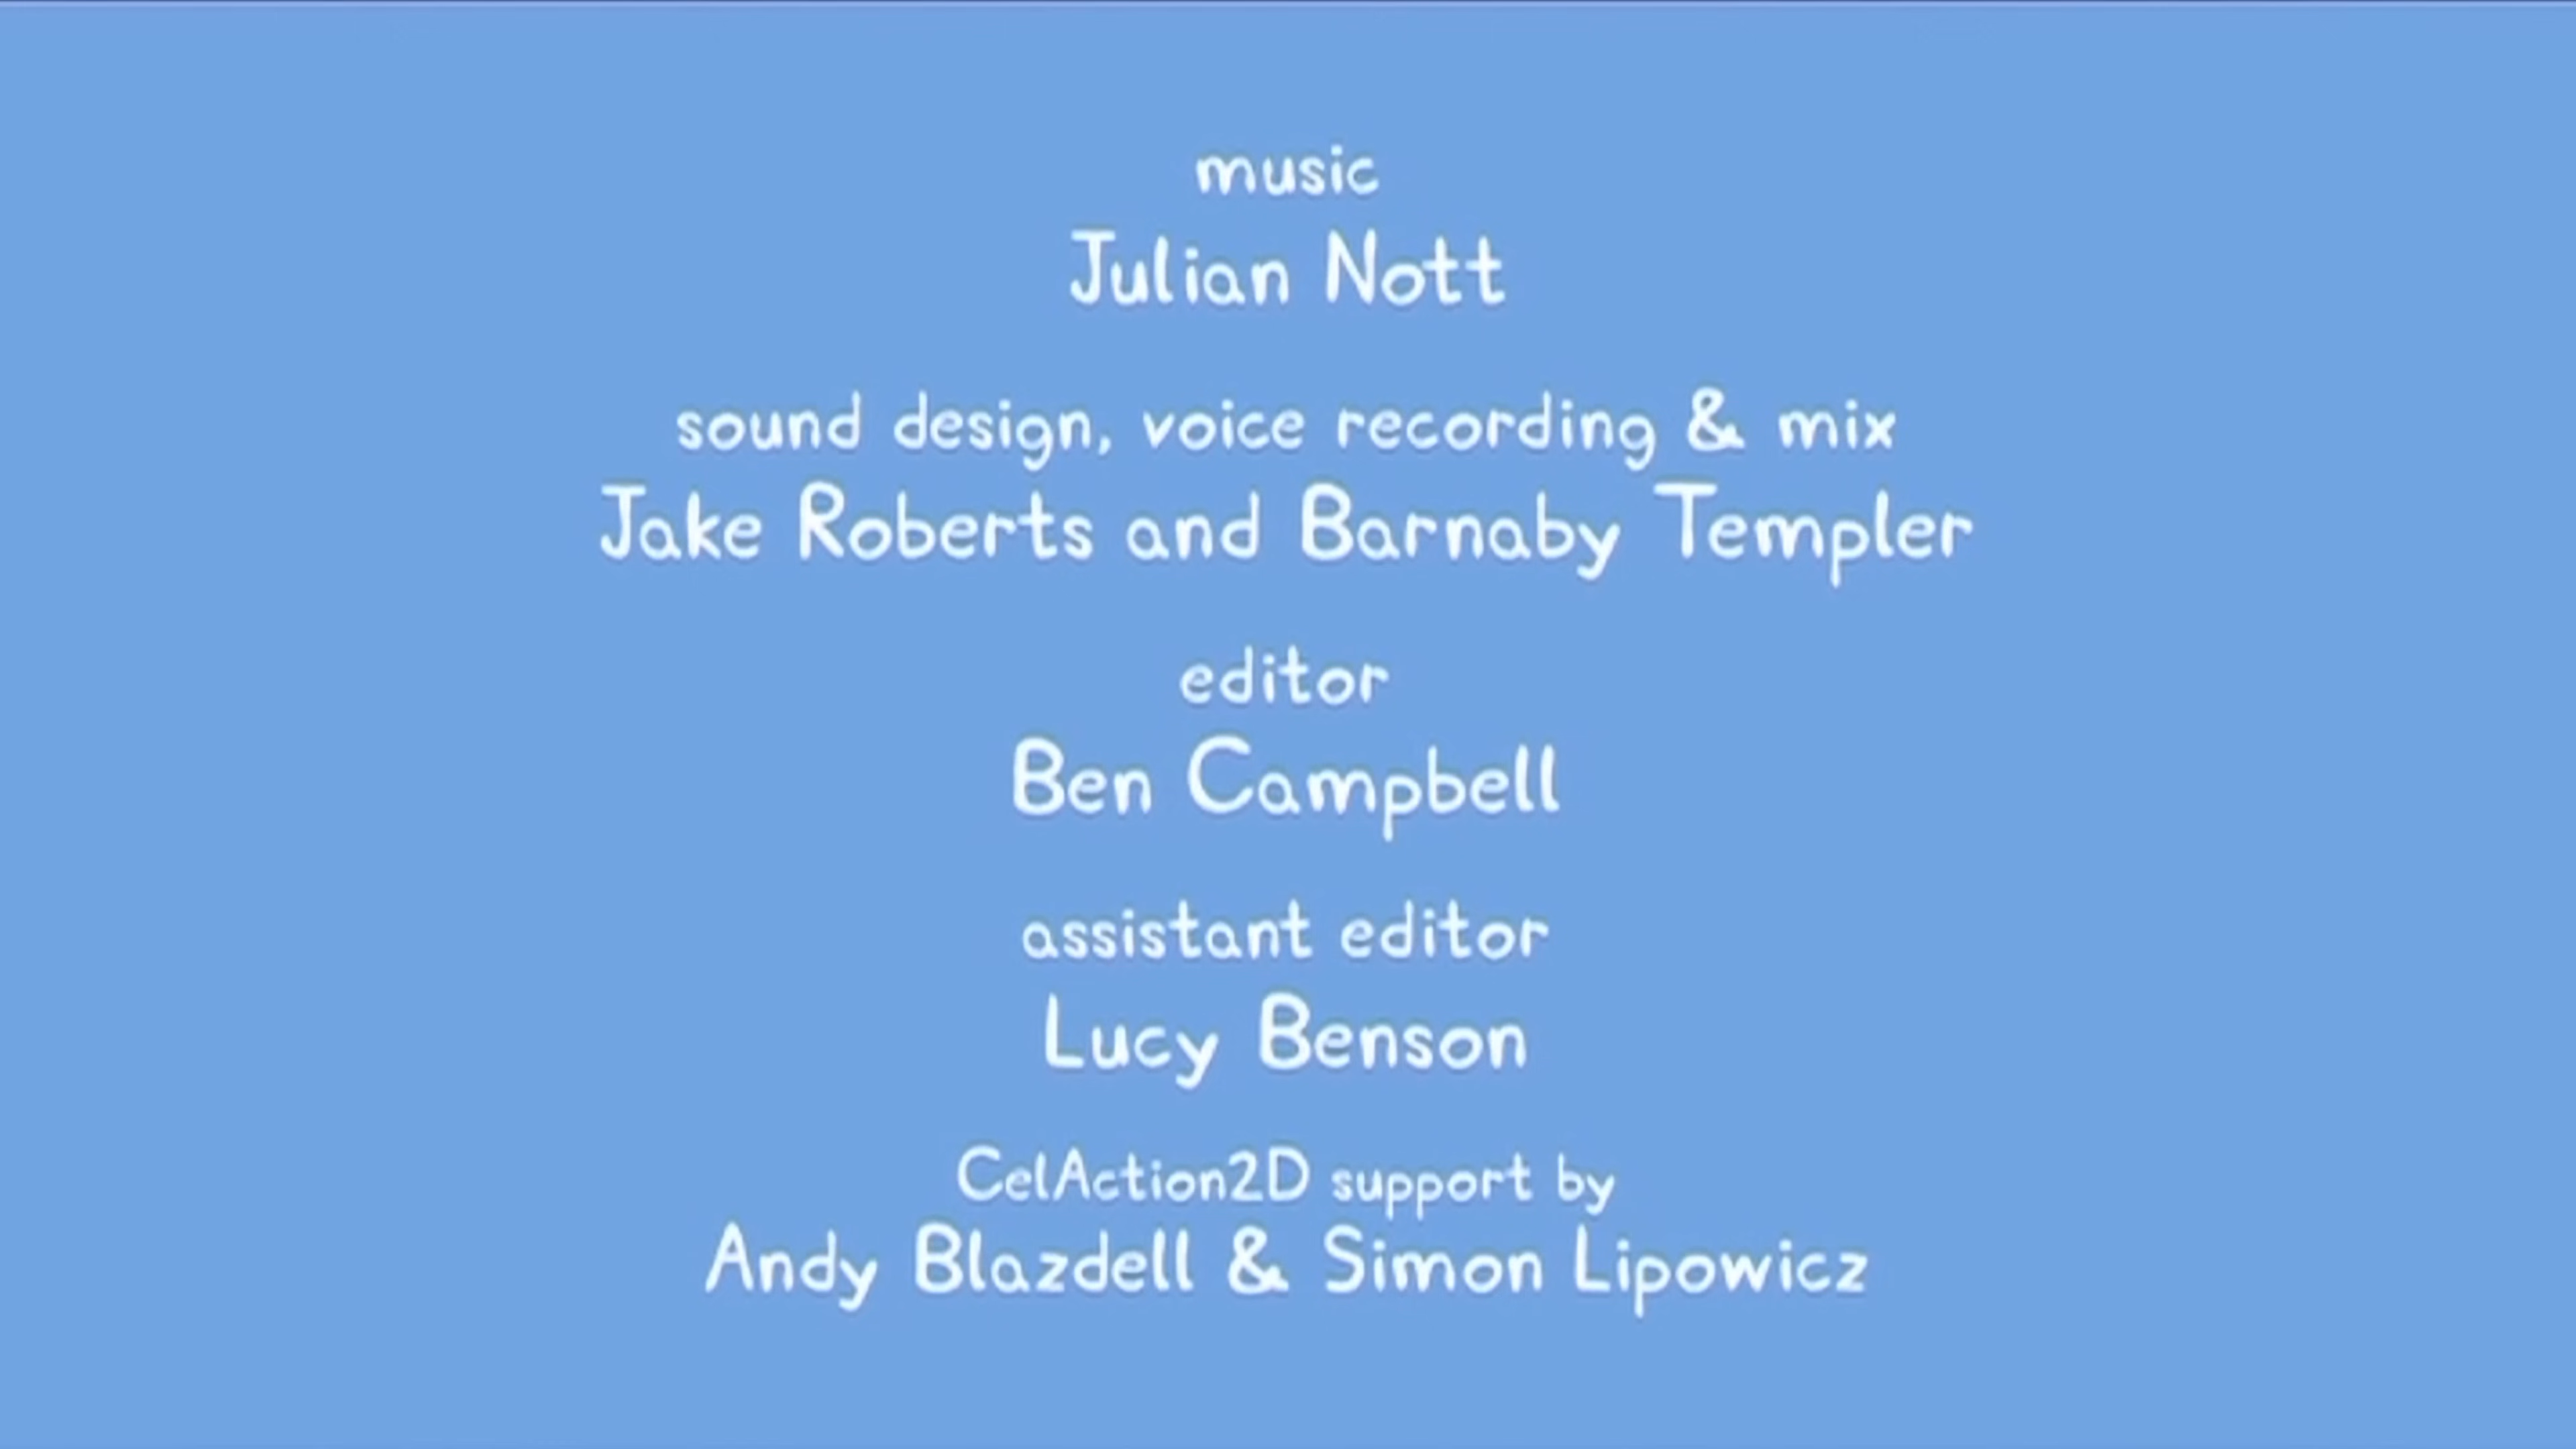 music
Julian Nott
sound design, voice recording & mix
Jake Roberts and Barnaby Templer
editor
Ben Campbell
assistant editor
Lucy Benson
CelAction2D support by
Andy Blazdell & Simon Lipowicz